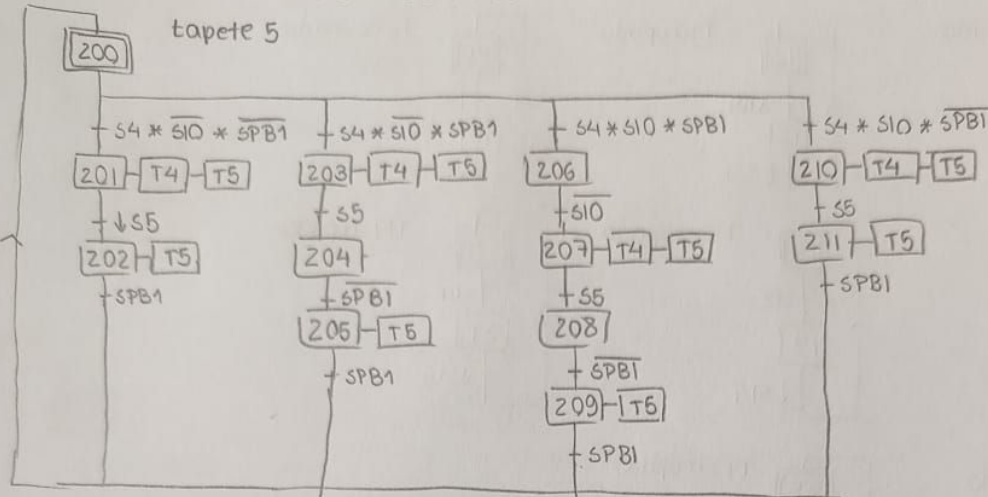 tapete 5
200
S4 * S̅1̅0̅ * S̅P̅B̅1̅
S4 * S̅1̅0̅ * SPB1
S4 * S10 * SPB1
S4 * S10 * S̅P̅B̅1̅
201 T4 T5
203 T4 T5
206
210 T4 T5
↓S5
S5
S̅1̅0̅
S5
202 T5
204
207 T4 T5
211 T5
SPB1
S̅P̅B̅1̅
S5
SPB1
205 T5
208
SPB1
S̅P̅B̅1̅
209 T5
SPB1